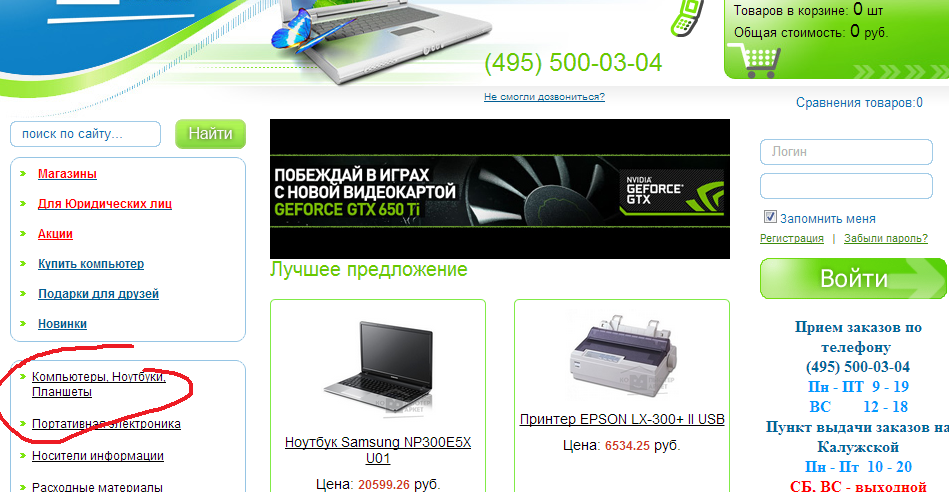 Товаров в корзине: 0 шт
Общая стоимость: 0 руб.
(495) 500-03-04
Не смогли дозвониться?
Сравнения товаров:0
поиск по сайту...
Найти
Магазины
Для Юридических лиц
Акции
Купить компьютер
Подарки для друзей
Новинки
Компьютеры, Ноутбуки,
Планшеты
Портативная электроника
Носители информации
Расходные материалы
ПОБЕЖДАЙ В ИГРАХ
С НОВОЙ ВИДЕОКАРТОЙ
GEFORCE GTX 650 Ti
NVIDIA
GEFORCE
GTX
Лучшее предложение
Ноутбук Samsung NP300E5X
U01
Цена: 20599.26 руб.
Принтер EPSON LX-300+ II USB
Цена: 6534.25 руб.
Логин
Запомнить меня
Регистрация | Забыли пароль?
Войти
Прием заказов по
телефону
(495) 500-03-04
Пн - ПТ 9 - 19
ВС 12 - 18
Пункт выдачи заказов на
Калужской
Пн - Пт 10 - 20
СБ, ВС - выходной